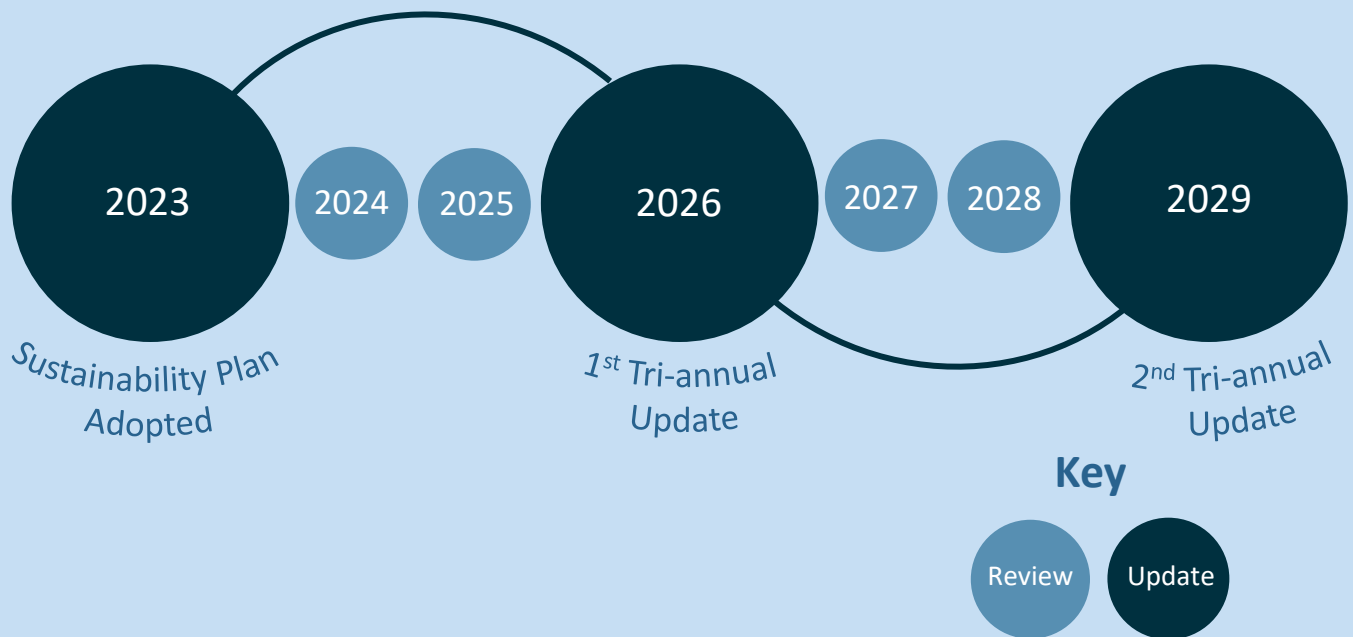 2023
2024
2025
2026
2027
2028
2029
Sustainability Plan
Adopted
1st Tri-annual
Update
2nd Tri-annual
Update
Key
Review
Update